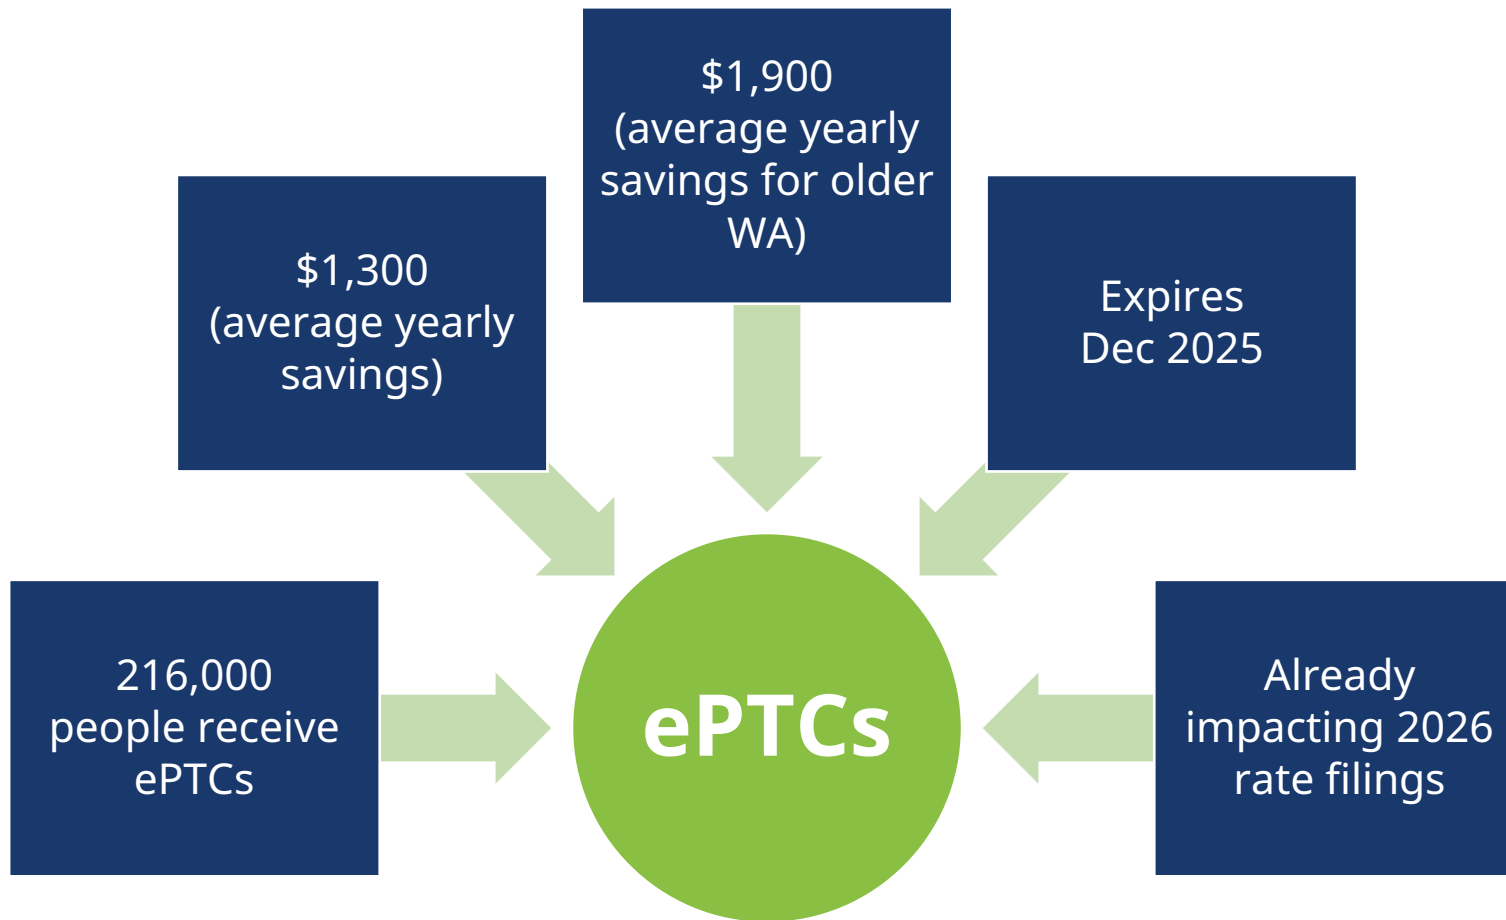 $1,900
(average yearly
savings for older
WA)
$1,300
(average yearly
savings)
Expires
Dec 2025
216,000
people receive
ePTCs
ePTCs
Already
impacting 2026
rate filings